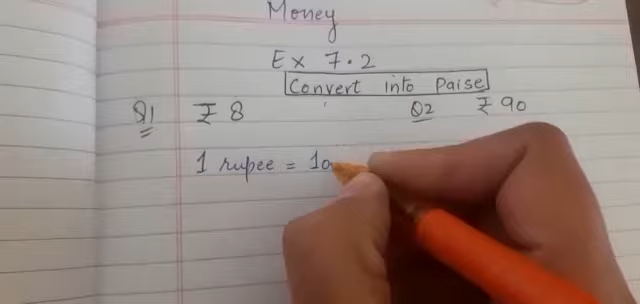 Money
Ex 7.2
Convert into Paise
Q1 ₹ 8 Q2 ₹ 90
1 rupee = 10